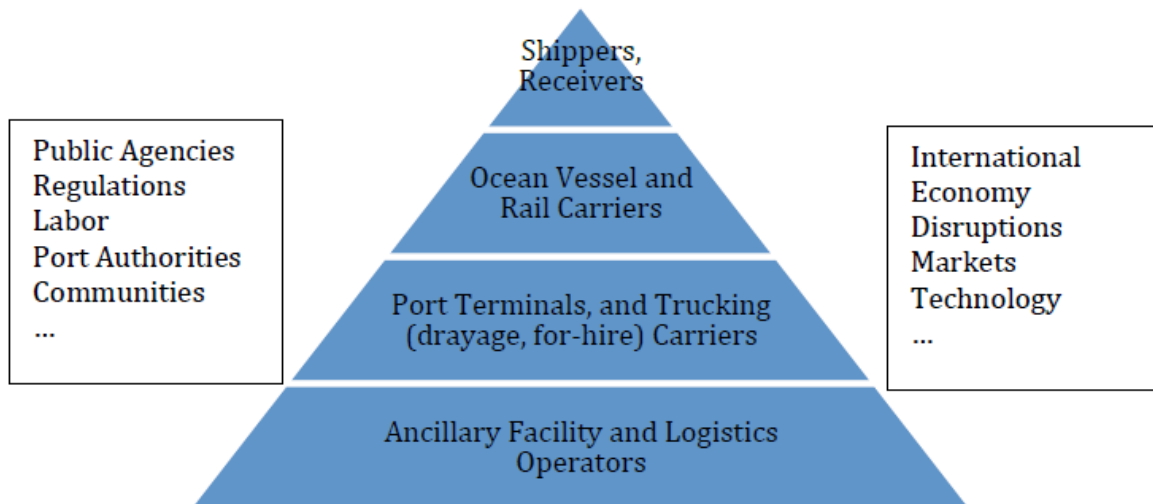 Shippers,
Receivers
Public Agencies
Regulations
Labor
Port Authorities
Communities
...
Ocean Vessel and
Rail Carriers
Port Terminals, and Trucking
(drayage, for-hire) Carriers
Ancillary Facility and Logistics
Operators
International
Economy
Disruptions
Markets
Technology
...